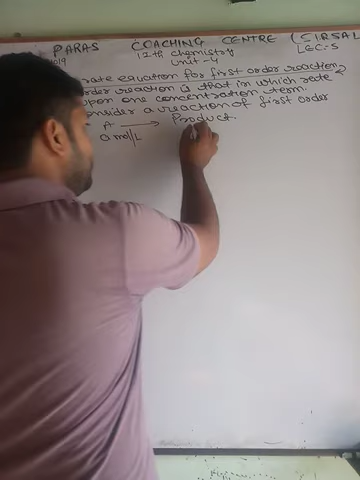 PARAS COACHING CENTRE (SIRSA)
12th chemistry
LEC:-5
Unit-4
rate equation for first order reaction
order reaction is that in which rate
upon one concentration term.
consider a reaction of first order
A → Product
a mol/L